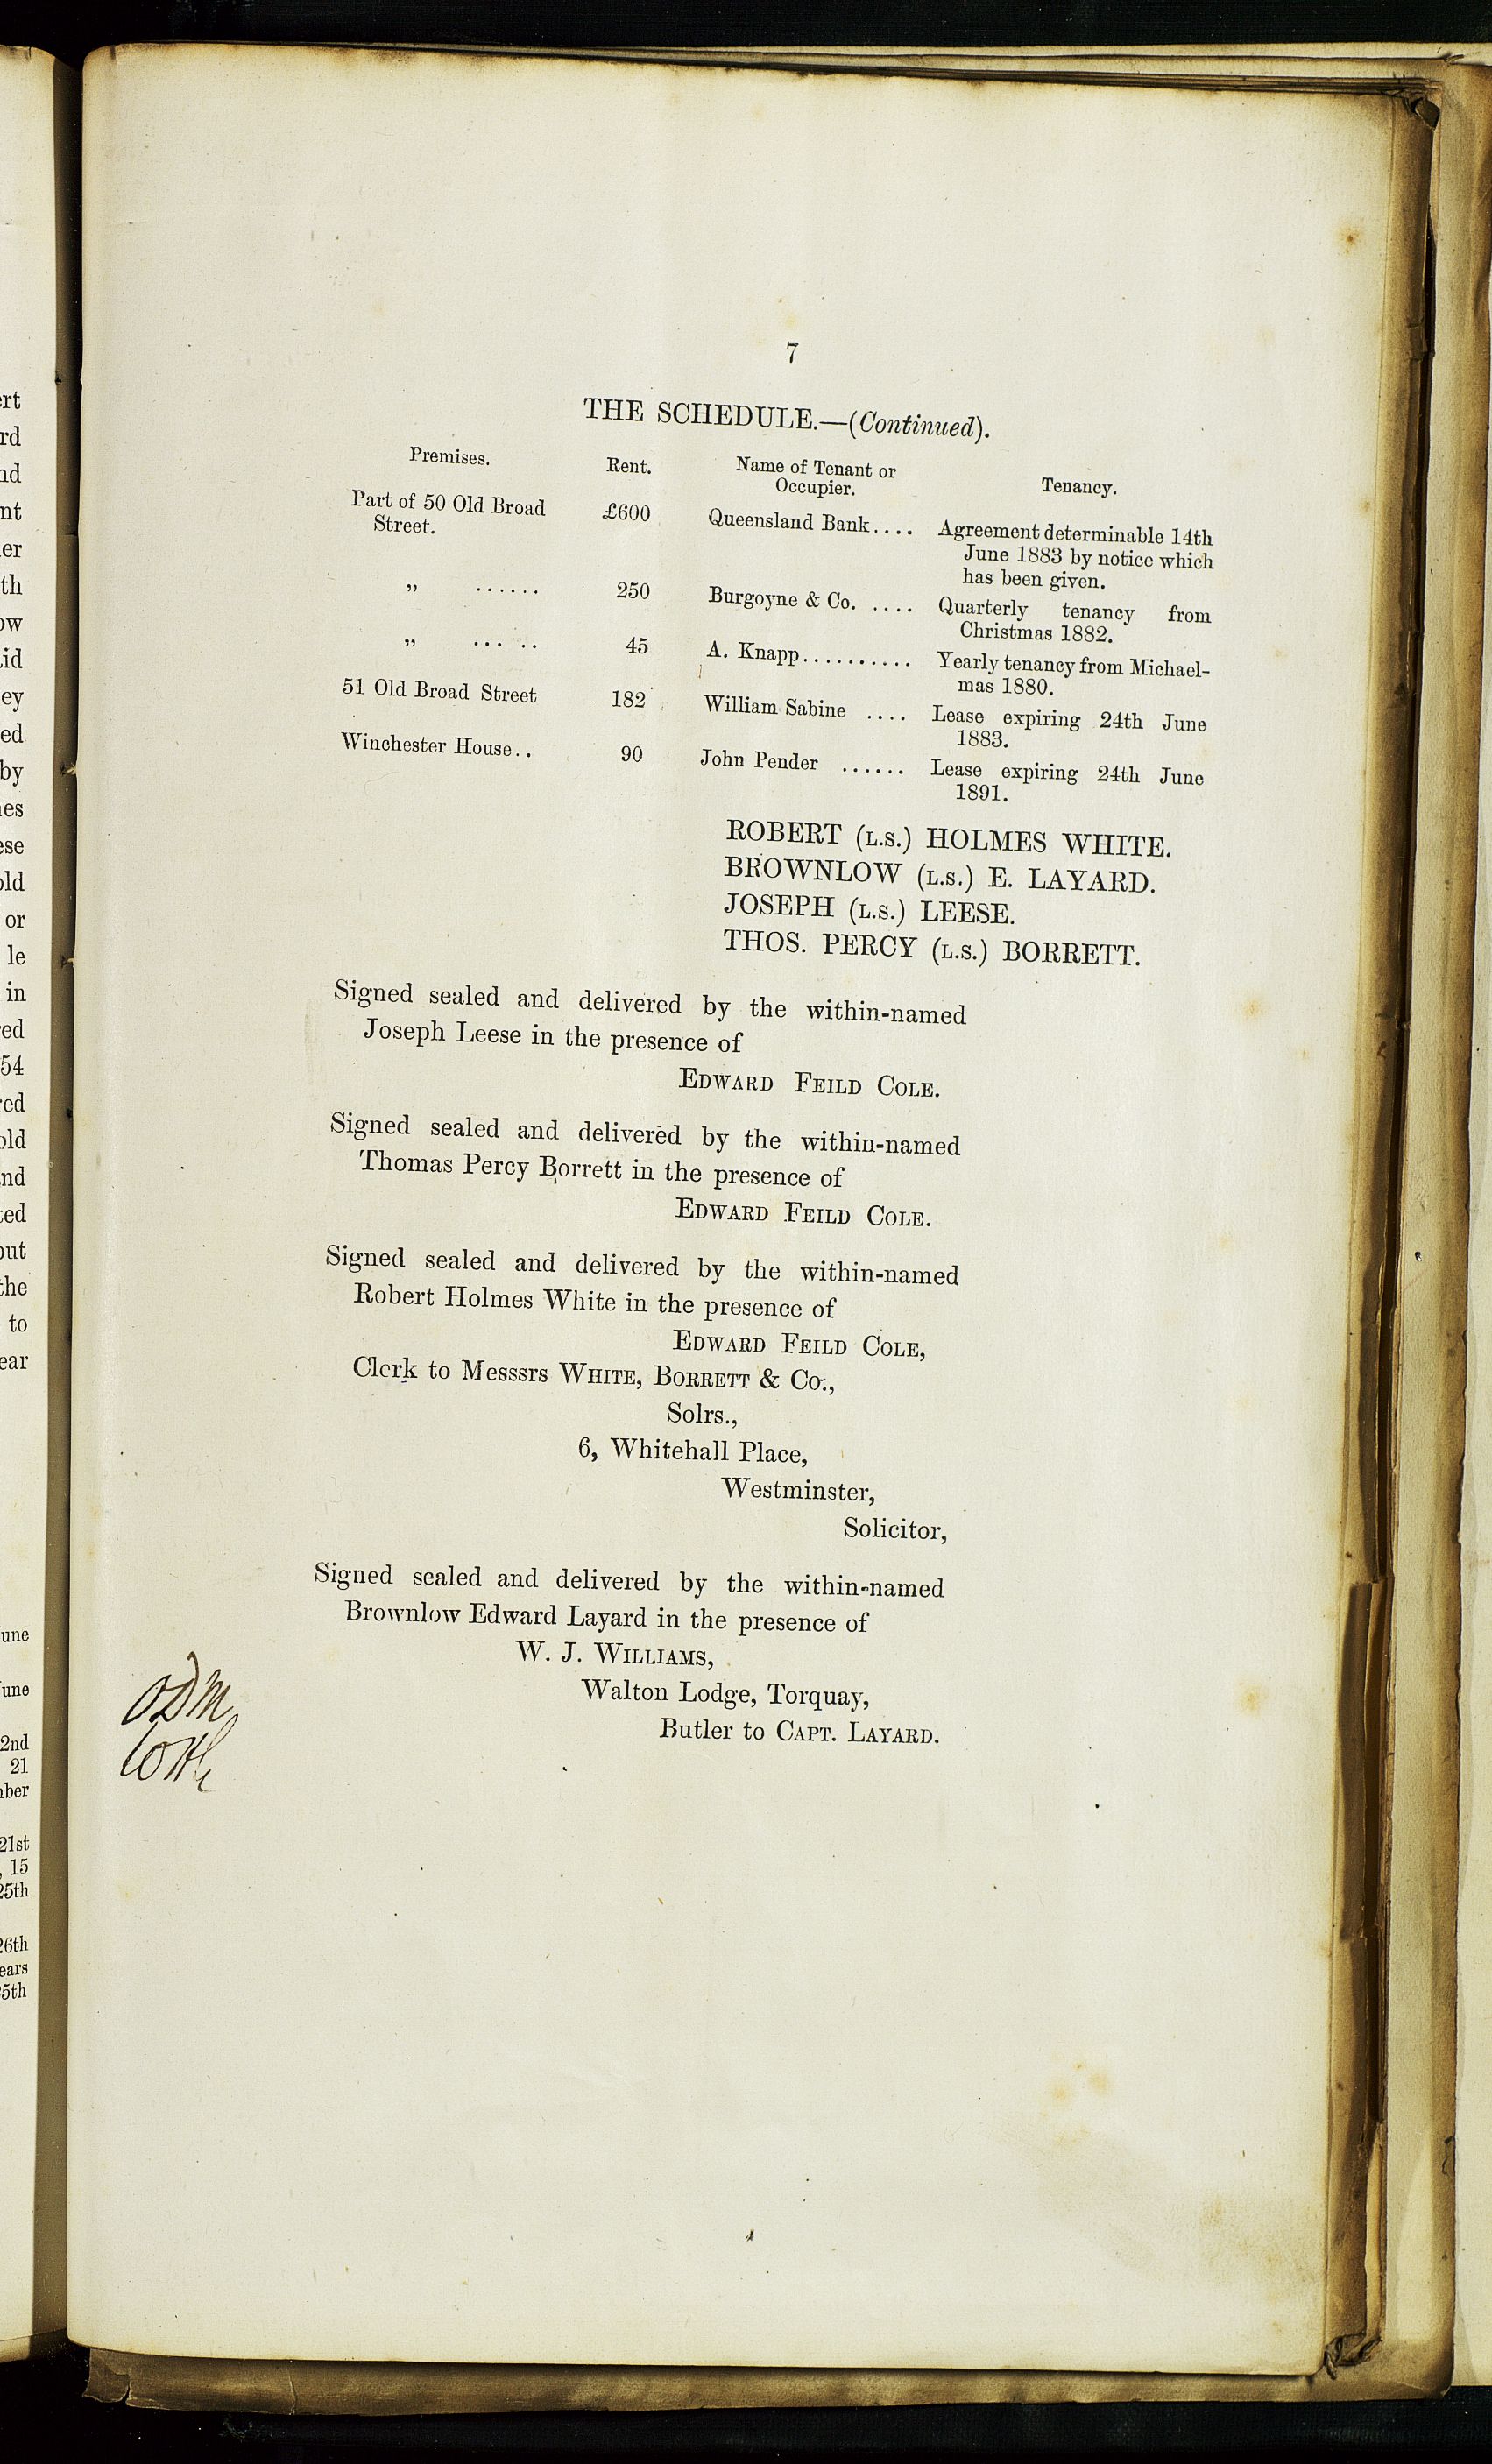 7
THE SCHEDULE.—(Continued).
Premises. Rent. Name of Tenant or Occupier. Tenancy.
Part of 50 Old Broad £600 Queensland Bank.... Agreement determinable 14th
Street. June 1883 by notice which
has been given.
„ ...... 250 Burgoyne & Co. .... Quarterly tenancy from
Christmas 1882.
„ ... .. 45 A. Knapp.......... Yearly tenancy from Michael-
mas 1880.
51 Old Broad Street 182 William Sabine .... Lease expiring 24th June
1883.
Winchester House.. 90 John Pender ...... Lease expiring 24th June
1891.
ROBERT (L.S.) HOLMES WHITE.
BROWNLOW (L.S.) E. LAYARD.
JOSEPH (L.S.) LEESE.
THOS. PERCY (L.S.) BORRETT.
Signed sealed and delivered by the within-named
Joseph Leese in the presence of
EDWARD FEILD COLE.
Signed sealed and delivered by the within-named
Thomas Percy Borrett in the presence of
EDWARD FEILD COLE.
Signed sealed and delivered by the within-named
Robert Holmes White in the presence of
EDWARD FEILD COLE,
Clerk to Messsrs WHITE, BORRETT & Co.,
Solrs.,
6, Whitehall Place,
Westminster,
Solicitor,
Signed sealed and delivered by the within-named
Brownlow Edward Layard in the presence of
W. J. WILLIAMS,
Walton Lodge, Torquay,
Butler to CAPT. LAYARD.